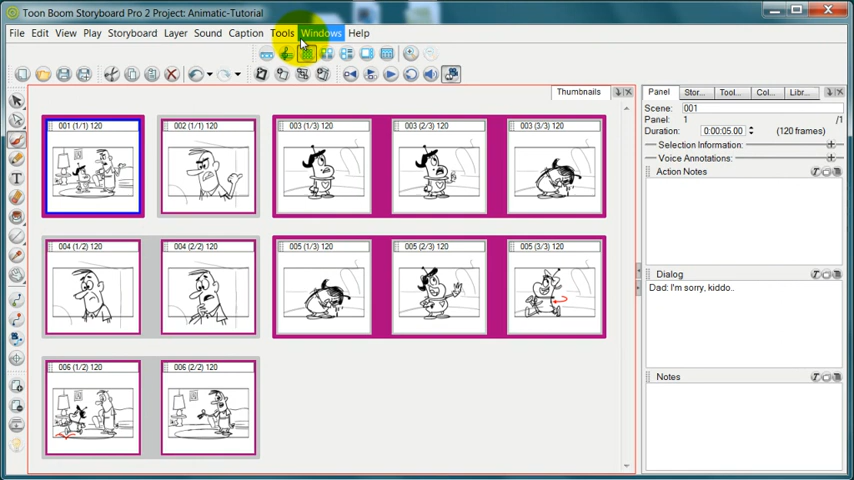 Toon Boom Storyboard Pro 2 Project: Animatic-Tutorial
File Edit View Play Storyboard Layer Sound Caption Tools Windows Help
Thumbnails
Panel Stor... Tool... Col... Libr...
Scene: 001
Panel: 1 /1
Duration: 0:00:05.00 (120 frames)
Selection Information:
Voice Annotations:
Action Notes
Dialog
Dad: I'm sorry, kiddo..
Notes
001 (1/1) 120
002 (1/1) 120
003 (1/3) 120
003 (2/3) 120
003 (3/3) 120
004 (1/2) 120
004 (2/2) 120
005 (1/3) 120
005 (2/3) 120
005 (3/3) 120
006 (1/2) 120
006 (2/2) 120